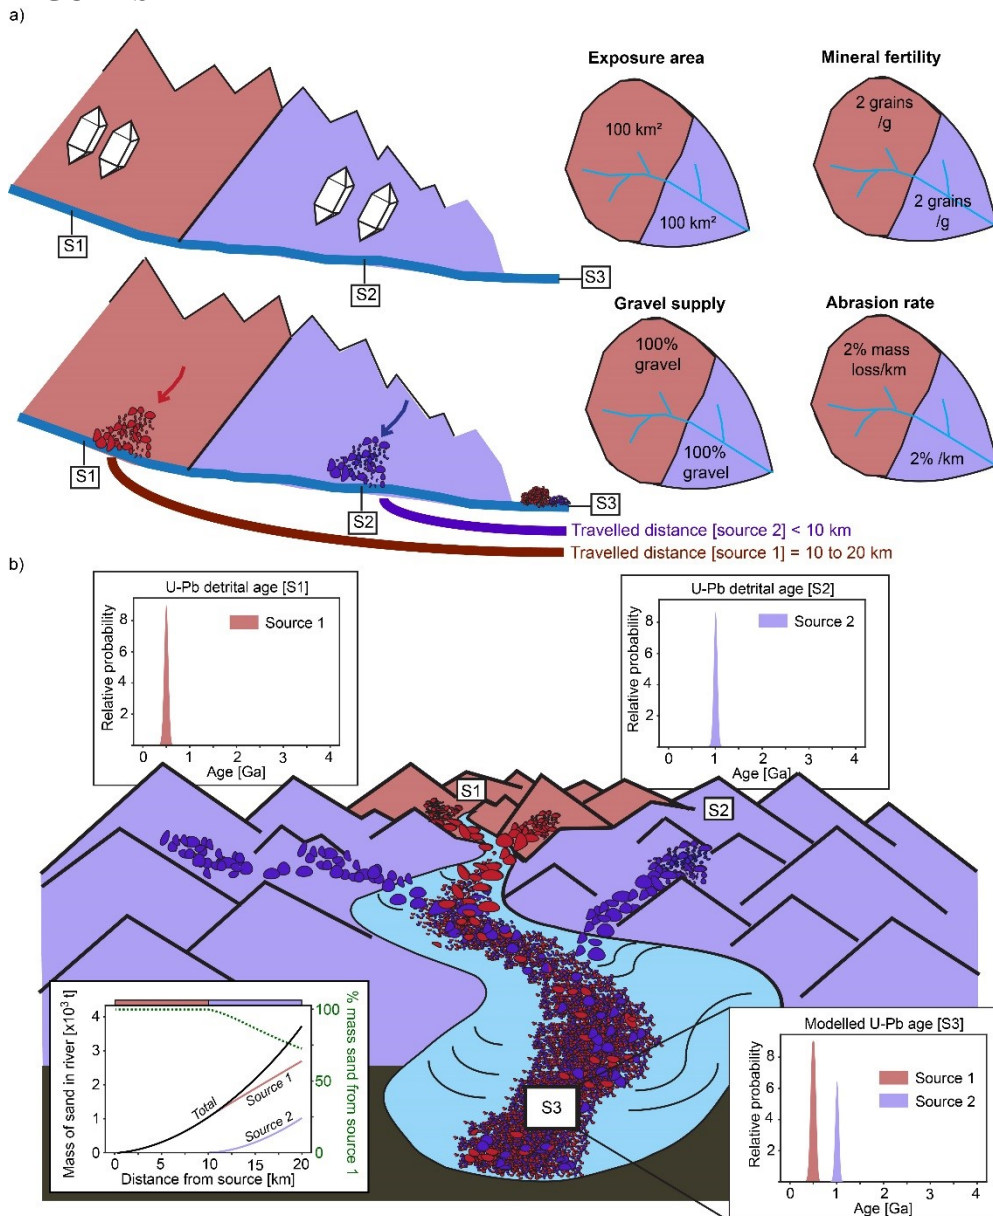 a)
Exposure area
Mineral fertility
100 km²
100 km²
2 grains
/g
2 grains
/g
S1
S2
S3
Gravel supply
Abrasion rate
100%
gravel
100%
gravel
2% mass
loss/km
2% /km
S1
S2
S3
Travelled distance [source 2] < 10 km
Travelled distance [source 1] = 10 to 20 km
b)
U-Pb detrital age [S1]
Relative probability
8
6
4
2
Source 1
0 1 2 3 4
Age [Ga]
U-Pb detrital age [S2]
Relative probability
8
6
4
2
Source 2
0 1 2 3 4
Age [Ga]
S1
S2
S3
Mass of sand in river [x10³ t]
4
3
2
1
0
Total
Source 1
Source 2
100
50
0
% mass sand from source 1
0 5 10 15 20
Distance from source [km]
Modelled U-Pb age [S3]
Relative probability
8
6
4
2
Source 1
Source 2
0 1 2 3 4
Age [Ga]